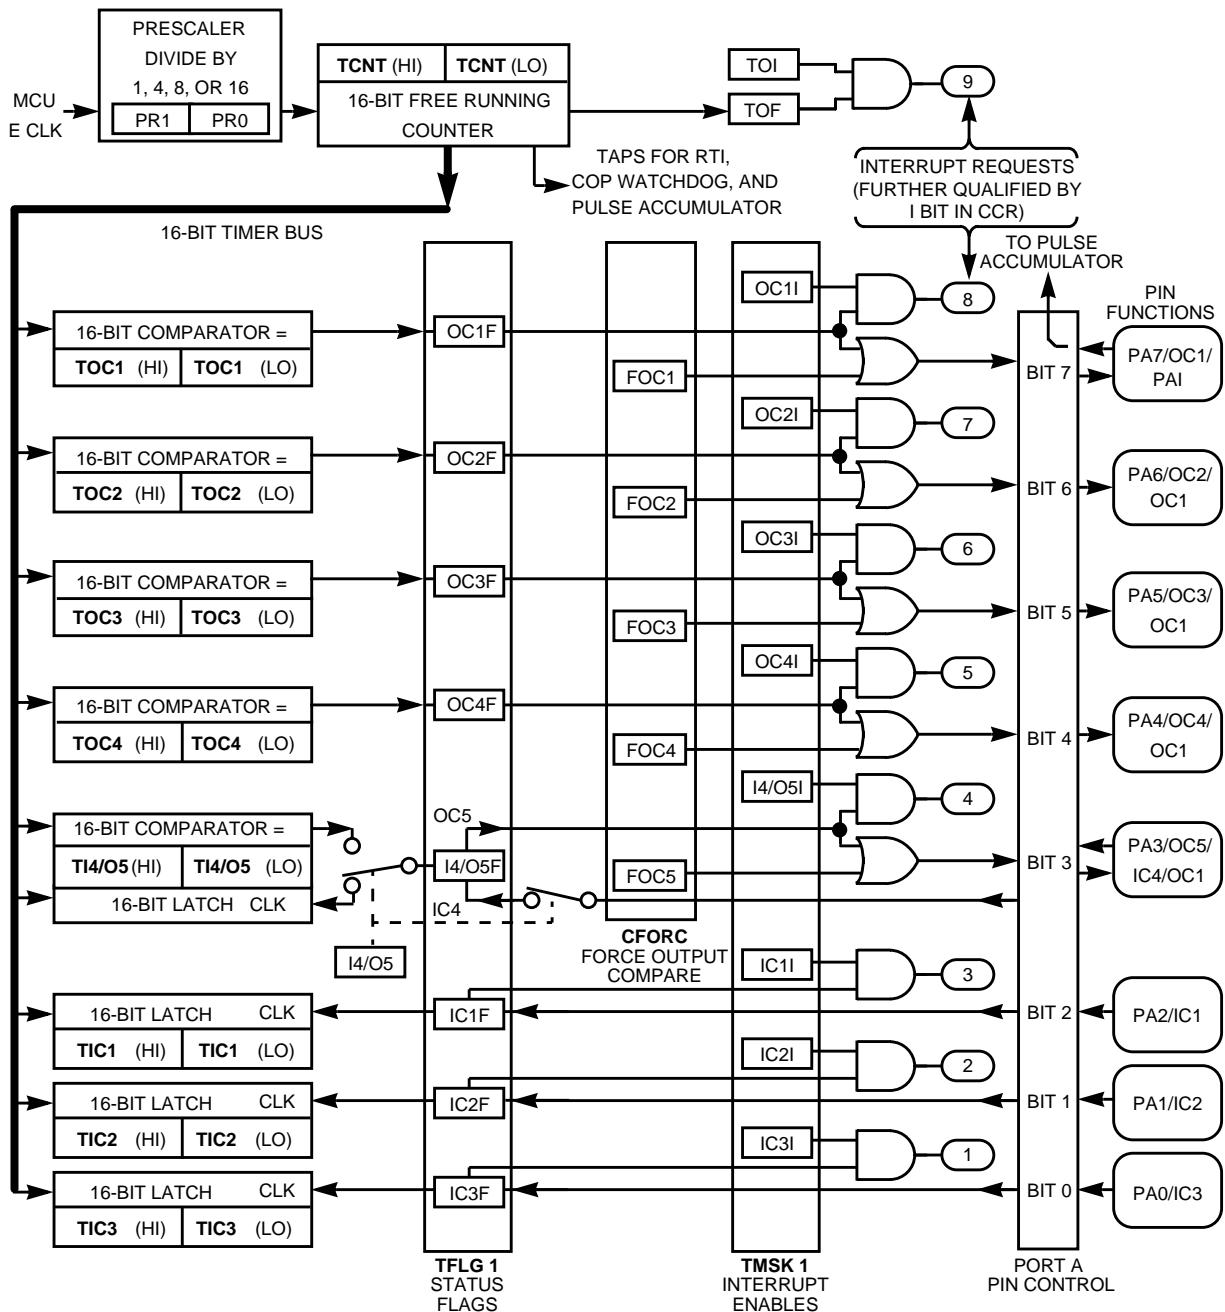 PRESCALER
DIVIDE BY
1, 4, 8, OR 16
PR1 PR0
MCU
E CLK
TCNT (HI) TCNT (LO)
16-BIT FREE RUNNING
COUNTER
TOI
TOF
9
TAPS FOR RTI,
COP WATCHDOG, AND
PULSE ACCUMULATOR
INTERRUPT REQUESTS
(FURTHER QUALIFIED BY
I BIT IN CCR)
16-BIT TIMER BUS
TO PULSE
ACCUMULATOR
PIN
FUNCTIONS
OC1I
8
16-BIT COMPARATOR =
TOC1 (HI) TOC1 (LO)
OC1F
FOC1
BIT 7
PA7/OC1/
PAI
OC2I
7
16-BIT COMPARATOR =
TOC2 (HI) TOC2 (LO)
OC2F
FOC2
BIT 6
PA6/OC2/
OC1
OC3I
6
16-BIT COMPARATOR =
TOC3 (HI) TOC3 (LO)
OC3F
FOC3
BIT 5
PA5/OC3/
OC1
OC4I
5
16-BIT COMPARATOR =
TOC4 (HI) TOC4 (LO)
OC4F
FOC4
BIT 4
PA4/OC4/
OC1
I4/O5I
4
OC5
16-BIT COMPARATOR =
TI4/O5 (HI) TI4/O5 (LO)
16-BIT LATCH CLK
I4/O5F
IC4
I4/O5
FOC5
BIT 3
PA3/OC5/
IC4/OC1
CFORC
FORCE OUTPUT
COMPARE
IC1I
3
16-BIT LATCH CLK
TIC1 (HI) TIC1 (LO)
IC1F
BIT 2
PA2/IC1
IC2I
2
16-BIT LATCH CLK
TIC2 (HI) TIC2 (LO)
IC2F
BIT 1
PA1/IC2
IC3I
1
16-BIT LATCH CLK
TIC3 (HI) TIC3 (LO)
IC3F
BIT 0
PA0/IC3
TFLG 1
STATUS
FLAGS
TMSK 1
INTERRUPT
ENABLES
PORT A
PIN CONTROL